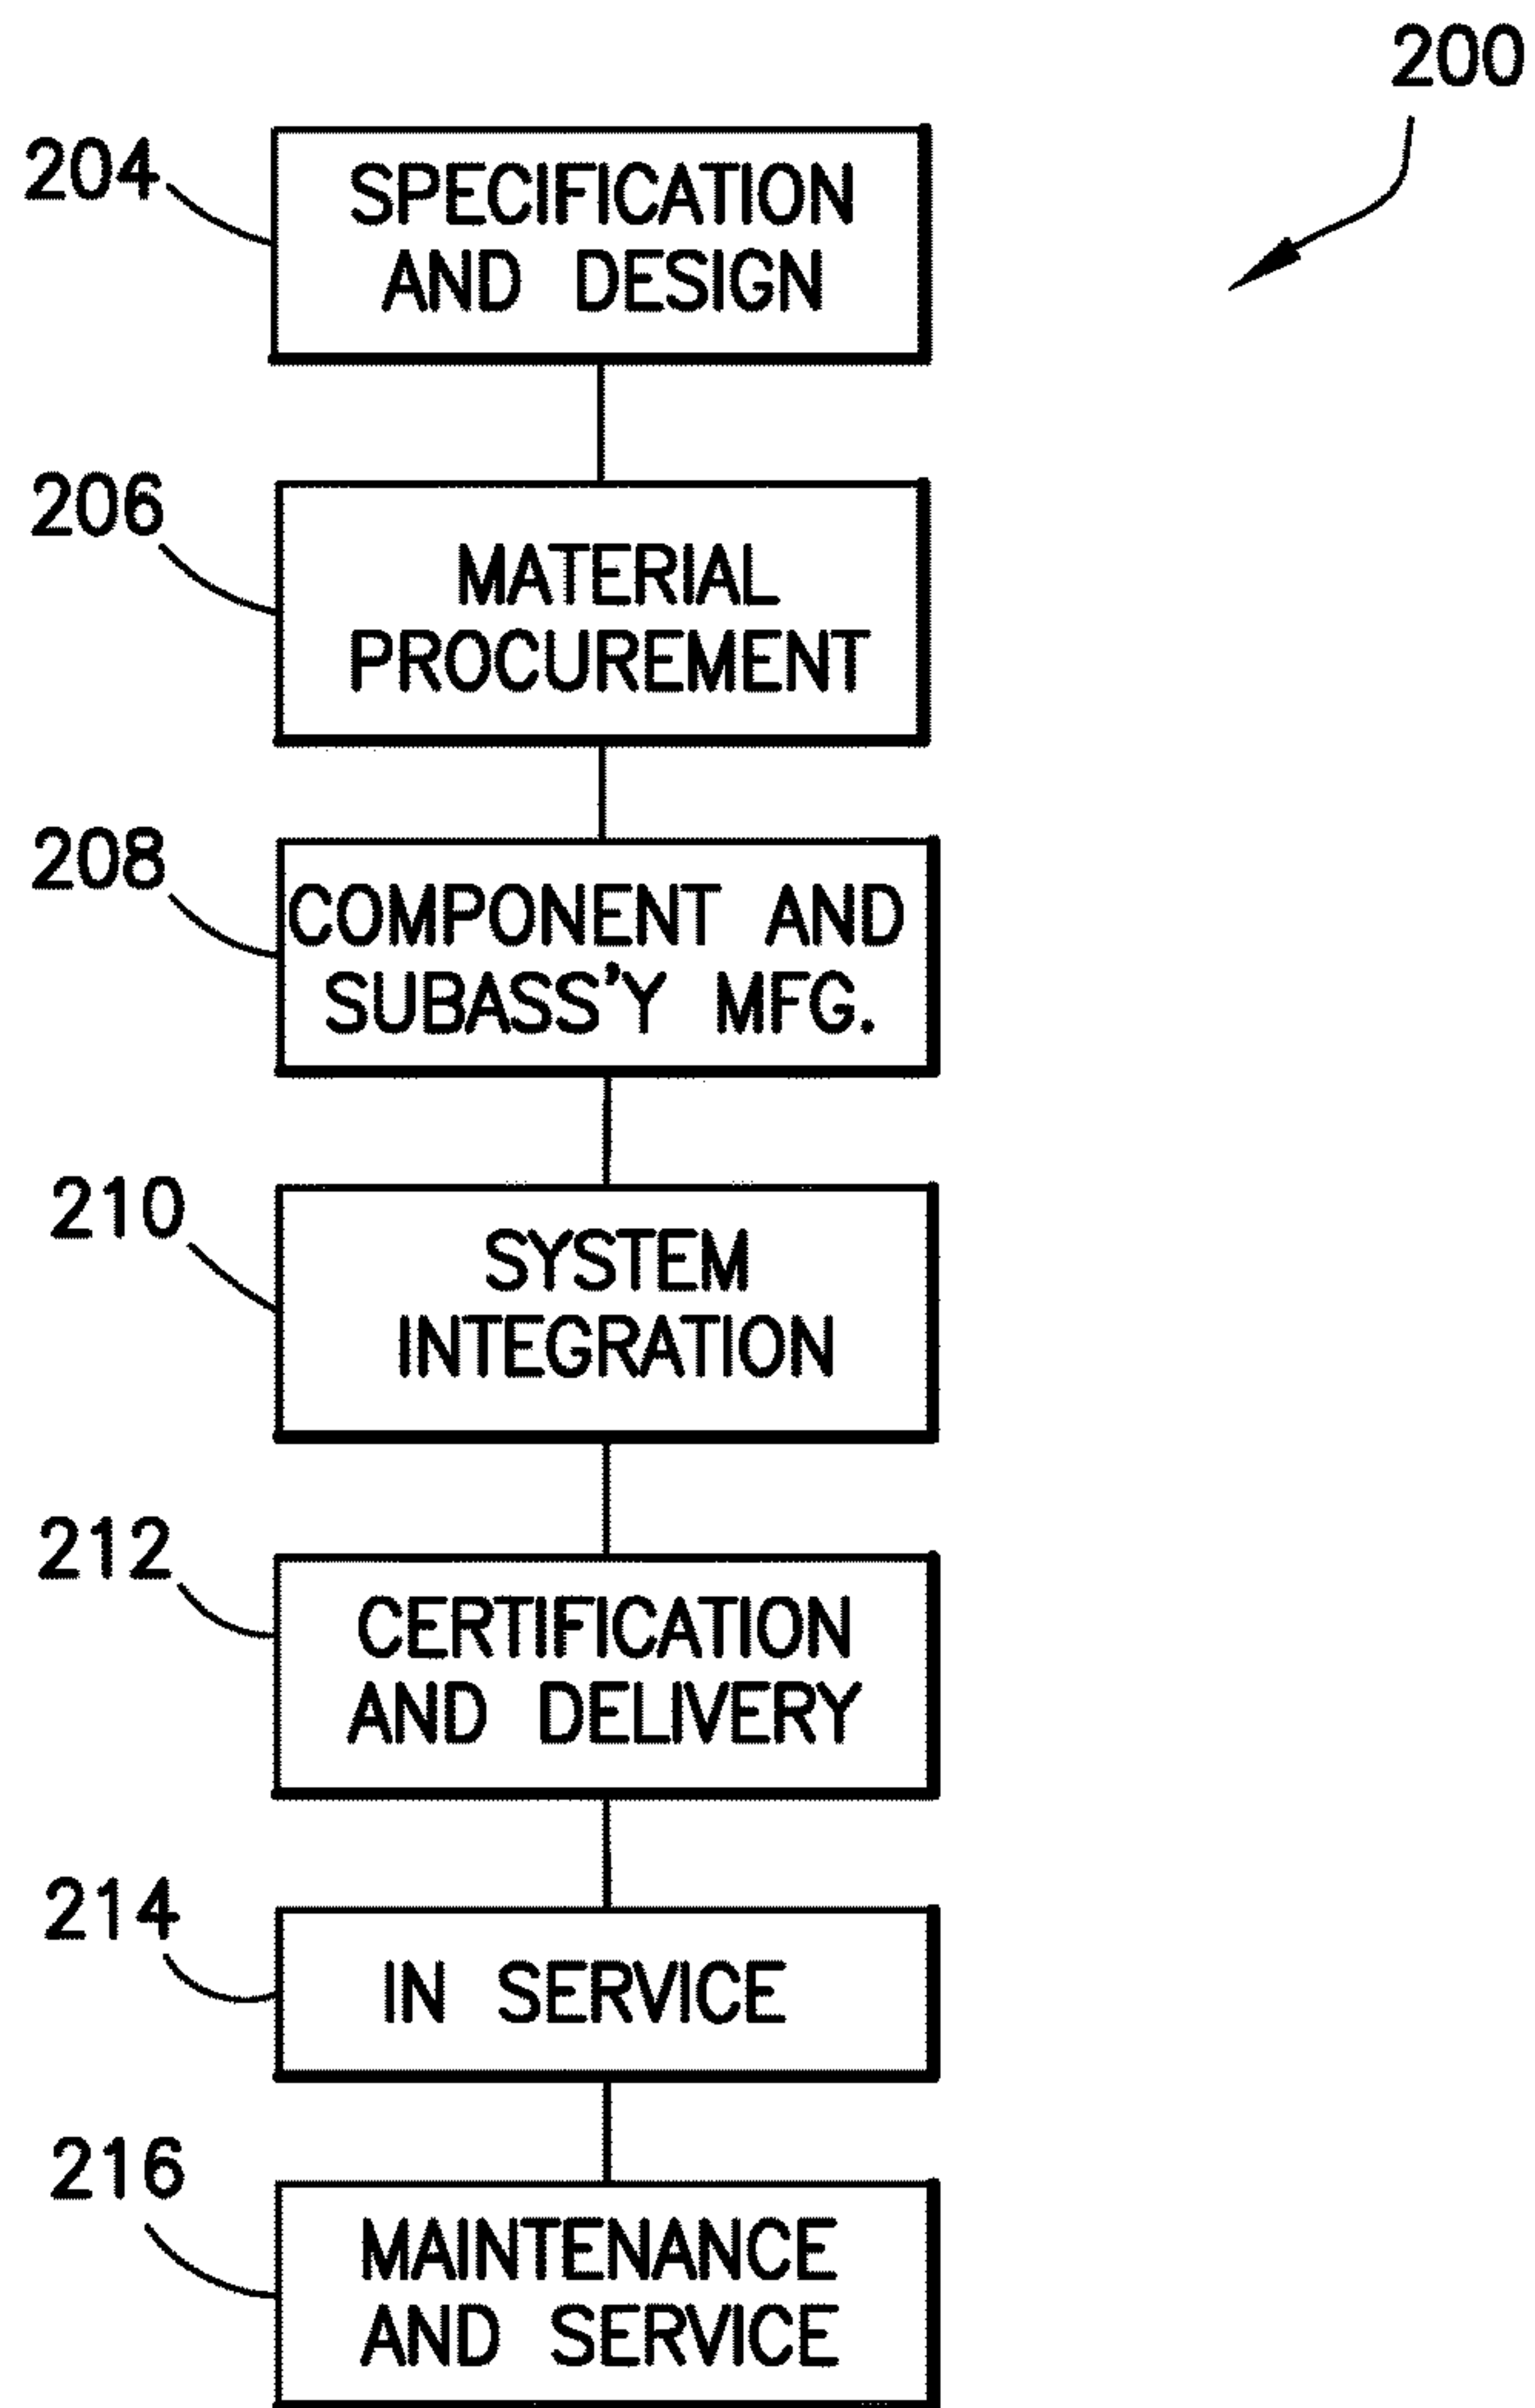 200
204
SPECIFICATION
AND DESIGN
206
MATERIAL
PROCUREMENT
208
COMPONENT AND
SUBASS'Y MFG.
210
SYSTEM
INTEGRATION
212
CERTIFICATION
AND DELIVERY
214
IN SERVICE
216
MAINTENANCE
AND SERVICE